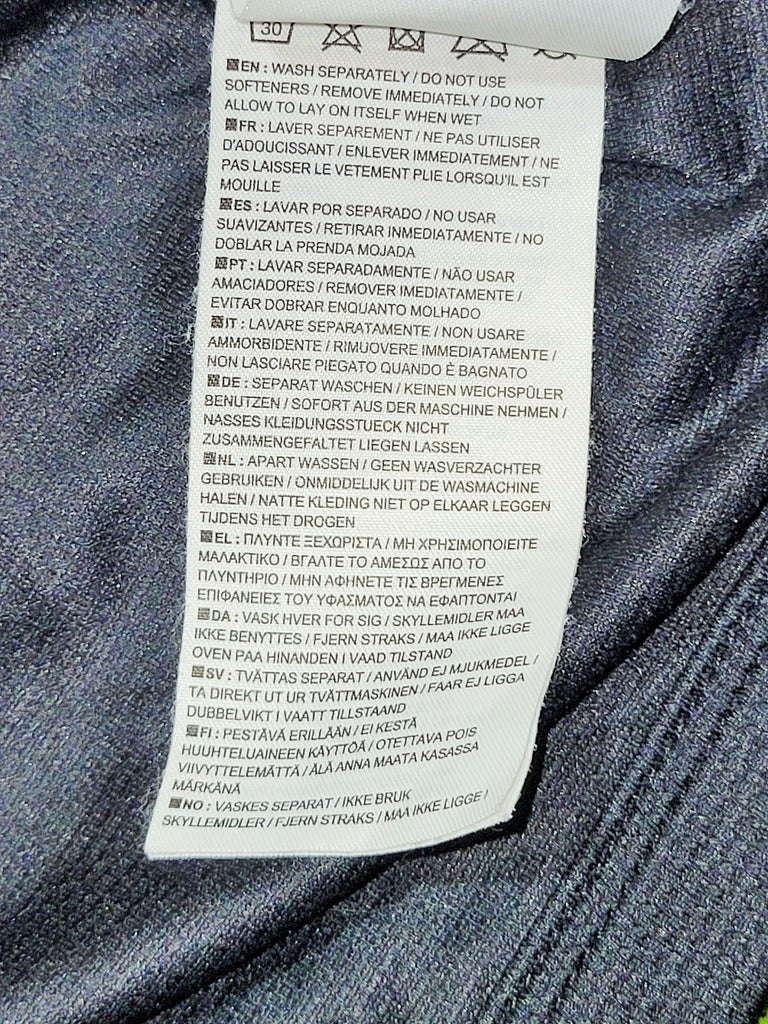 30
EN : WASH SEPARATELY / DO NOT USE
SOFTENERS / REMOVE IMMEDIATELY / DO NOT
ALLOW TO LAY ON ITSELF WHEN WET
FR : LAVER SEPAREMENT / NE PAS UTILISER
D'ADOUCISSANT / ENLEVER IMMEDIATEMENT / NE
PAS LAISSER LE VETEMENT PLIE LORSQU'IL EST
MOUILLE
ES : LAVAR POR SEPARADO / NO USAR
SUAVIZANTES / RETIRAR INMEDIATAMENTE / NO
DOBLAR LA PRENDA MOJADA
PT : LAVAR SEPARADAMENTE / NÃO USAR
AMACIADORES / REMOVER IMEDIATAMENTE /
EVITAR DOBRAR ENQUANTO MOLHADO
IT : LAVARE SEPARATAMENTE / NON USARE
AMMORBIDENTE / RIMUOVERE IMMEDIATAMENTE /
NON LASCIARE PIEGATO QUANDO È BAGNATO
DE : SEPARAT WASCHEN / KEINEN WEICHSPÜLER
BENUTZEN / SOFORT AUS DER MASCHINE NEHMEN /
NASSES KLEIDUNGSSTUECK NICHT
ZUSAMMENGEFALTET LIEGEN LASSEN
NL : APART WASSEN / GEEN WASVERZACHTER
GEBRUIKEN / ONMIDDELIJK UIT DE WASMACHINE
HALEN / NATTE KLEDING NIET OP ELKAAR LEGGEN
TIJDENS HET DROGEN
EL : ΠΛΥΝΤΕ ΞΕΧΩΡΙΣΤΑ / ΜΗ ΧΡΗΣΙΜΟΠΟΙΕΙΤΕ
ΜΑΛΑΚΤΙΚΟ / ΒΓΑΛΤΕ ΤΟ ΑΜΕΣΩΣ ΑΠΟ ΤΟ
ΠΛΥΝΤΗΡΙΟ / ΜΗΝ ΑΦΗΝΕΤΕ ΤΙΣ ΒΡΕΓΜΕΝΕΣ
ΕΠΙΦΑΝΕΙΕΣ ΤΟΥ ΥΦΑΣΜΑΤΟΣ ΝΑ ΕΦΑΠΤΟΝΤΑΙ
DA : VASK HVER FOR SIG / SKYLLEMIDLER MAA
IKKE BENYTTES / FJERN STRAKS / MAA IKKE LIGGE
OVEN PAA HINANDEN I VAAD TILSTAND
SV : TVÄTTAS SEPARAT / ANVÄND EJ MJUKMEDEL /
TA DIREKT UT UR TVÄTTMASKINEN / FAAR EJ LIGGA
DUBBELVIKT I VAATT TILLSTAAND
FI : PESTÄVÄ ERILLÄÄN / EI KESTÄ
HUUHTELUAINEEN KÄYTTÖÄ / OTETTAVA POIS
VIIVYTTELEMÄTTÄ / ÄLÄ ANNA MAATA KASASSA
MÄRKÄNÄ
NO : VASKES SEPARAT / IKKE BRUK
SKYLLEMIDLER / FJERN STRAKS / MAA IKKE LIGGE /